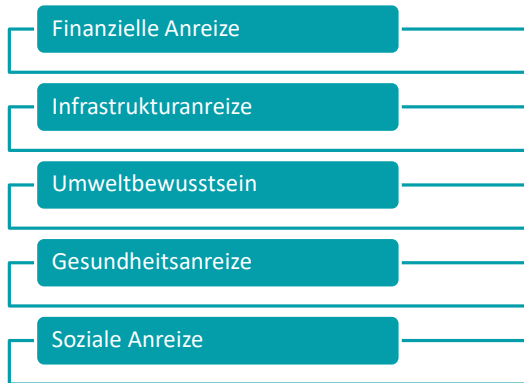 Finanzielle Anreize
Infrastrukturanreize
Umweltbewusstsein
Gesundheitsanreize
Soziale Anreize